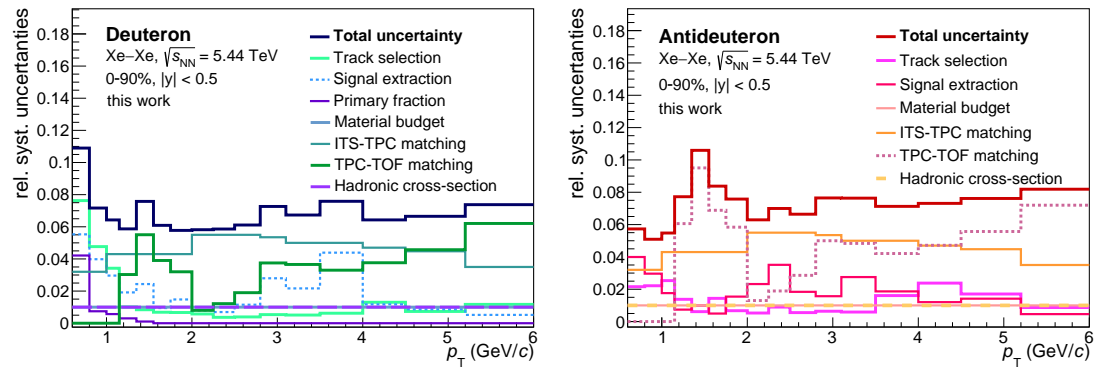 rel. syst. uncertanties
0.18
0.16
0.14
0.12
0.1
0.08
0.06
0.04
0.02
0
Deuteron
Xe–Xe, √sNN = 5.44 TeV
0-90%, |y| < 0.5
this work
Total uncertainty
Track selection
Signal extraction
Primary fraction
Material budget
ITS-TPC matching
TPC-TOF matching
Hadronic cross-section
1 2 3 4 5 6
pT (GeV/c)
rel. syst. uncertanties
0.18
0.16
0.14
0.12
0.1
0.08
0.06
0.04
0.02
0
Antideuteron
Xe–Xe, √sNN = 5.44 TeV
0-90%, |y| < 0.5
this work
Total uncertainty
Track selection
Signal extraction
Material budget
ITS-TPC matching
TPC-TOF matching
Hadronic cross-section
1 2 3 4 5 6
pT (GeV/c)